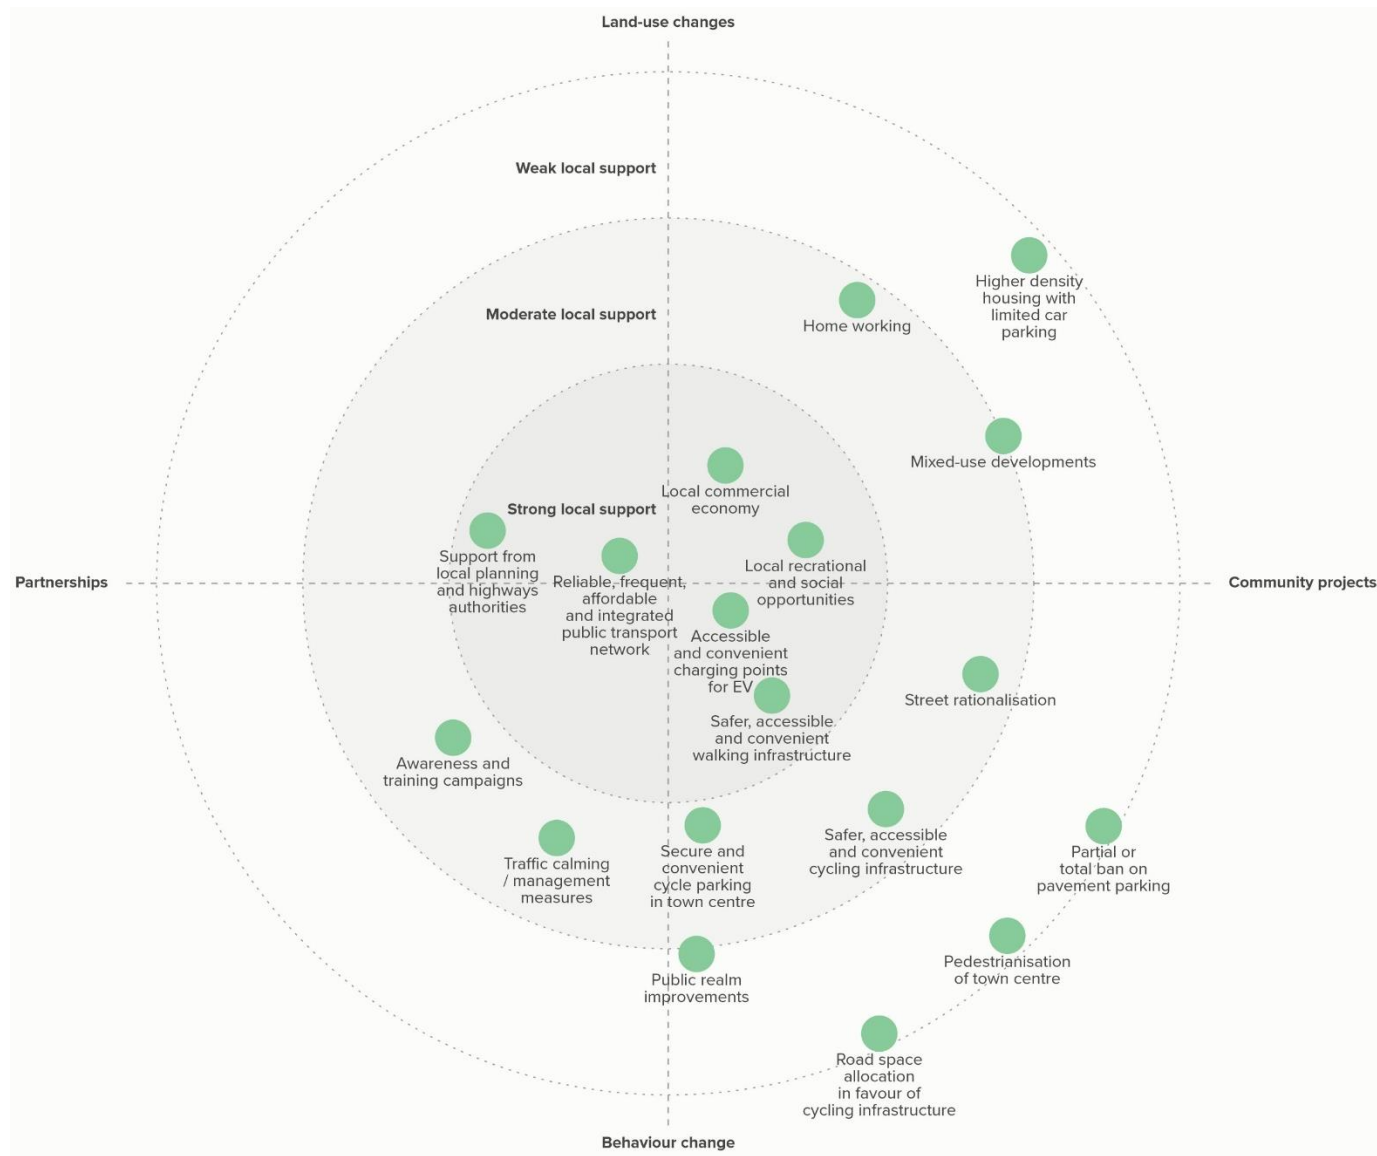 Land-use changes
Weak local support
Higher density
housing with
limited car
parking
Moderate local support
Home working
Mixed-use developments
Local commercial
economy
Strong local support
Support from
local planning
and highways
authorities
Reliable, frequent,
affordable
and integrated
public transport
network
Local recrational
and social
opportunities
Partnerships
Community projects
Accessible
and convenient
charging points
for EV
Safer, accessible
and convenient
walking infrastructure
Street rationalisation
Awareness and
training campaigns
Traffic calming
/ management
measures
Secure and
convenient
cycle parking
in town centre
Safer, accessible
and convenient
cycling infrastructure
Partial or
total ban on
pavement parking
Public realm
improvements
Pedestrianisation
of town centre
Road space
allocation
in favour of
cycling infrastructure
Behaviour change